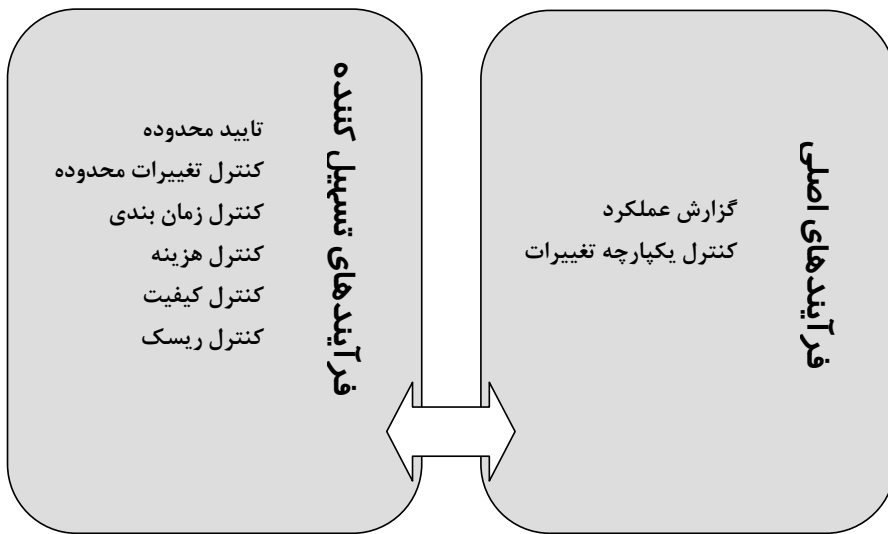 فرآیندهای اصلی
گزارش عملکرد
کنترل یکپارچه تغییرات
فرآیندهای تسهیل کننده
تایید محدوده
کنترل تغییرات محدوده
کنترل زمان بندی
کنترل هزینه
کنترل کیفیت
کنترل ریسک